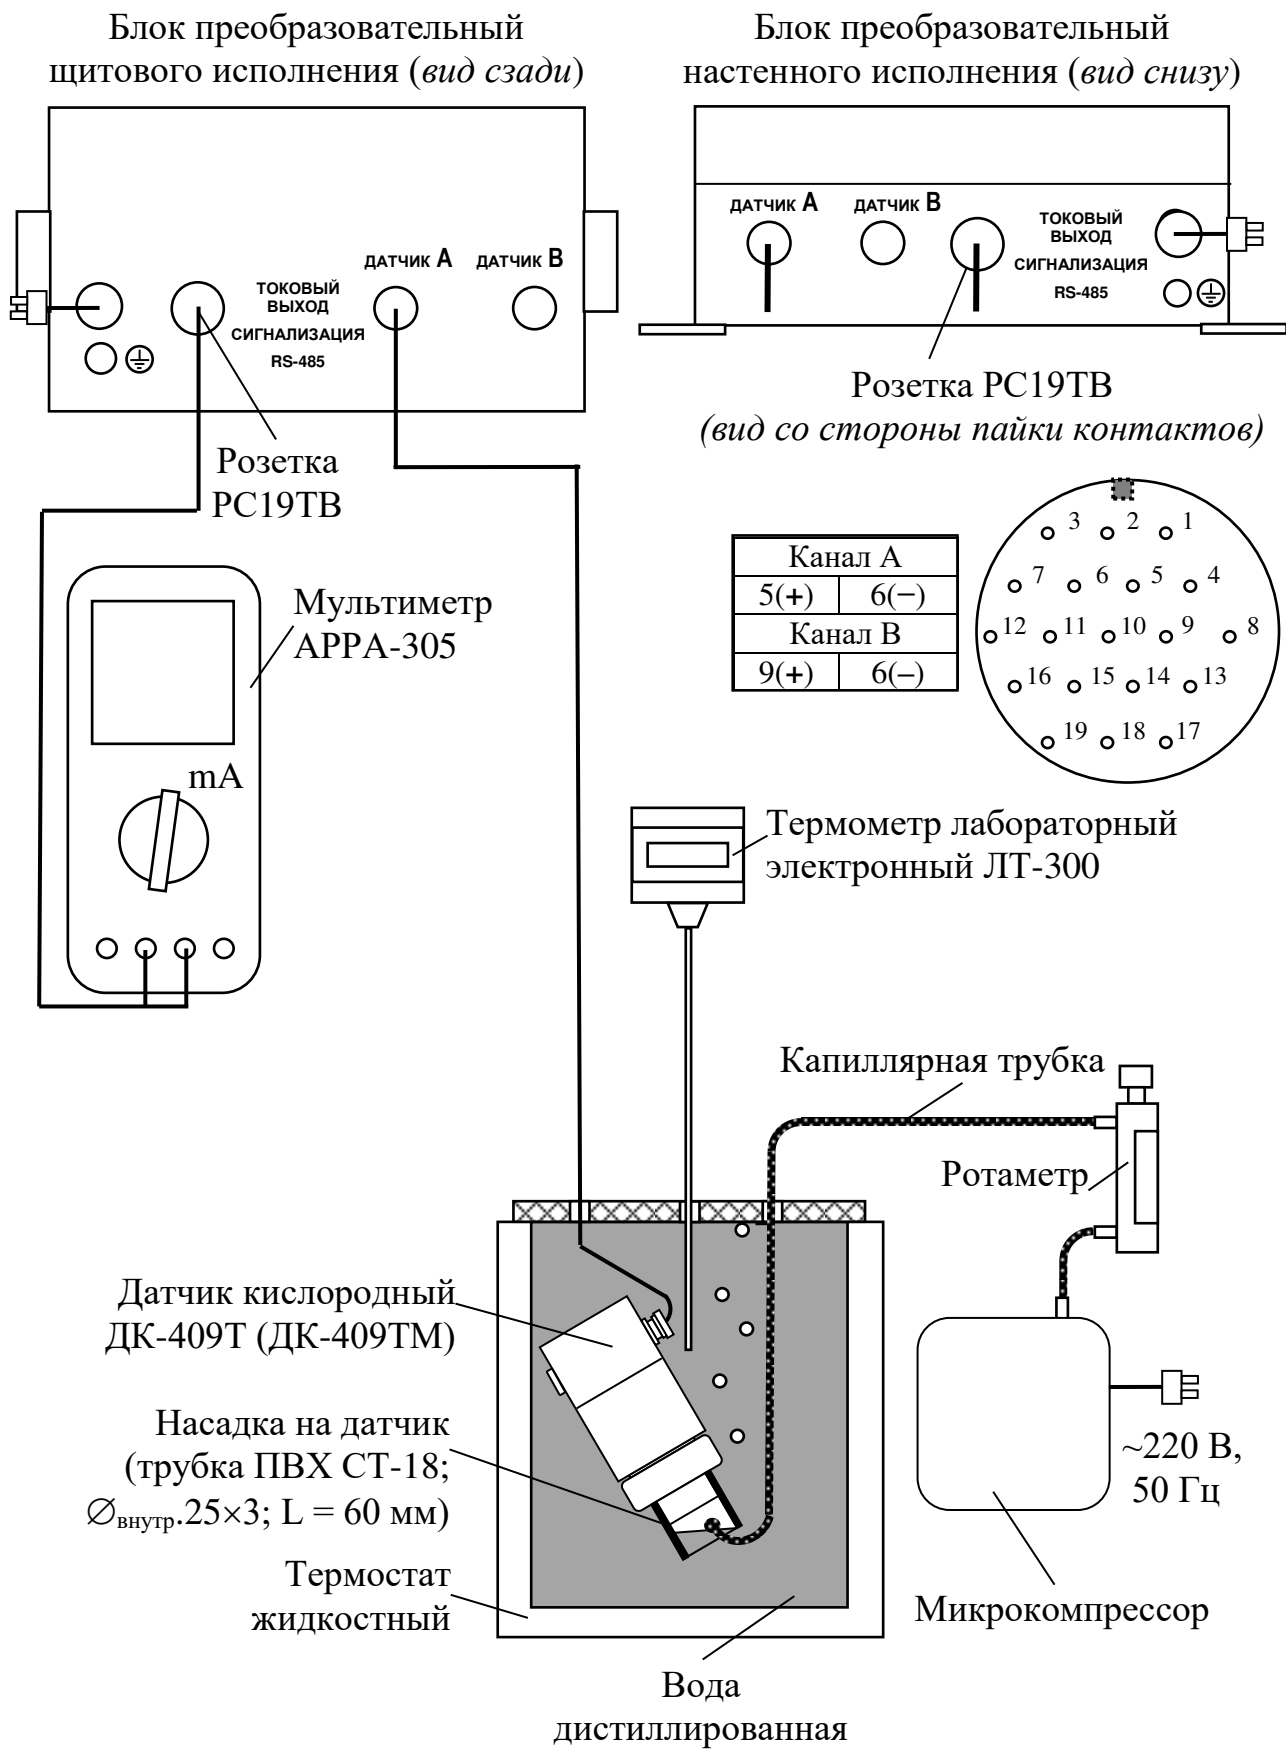 Блок преобразовательный
щитового исполнения (вид сзади)
Блок преобразовательный
настенного исполнения (вид снизу)
ДАТЧИК А
ДАТЧИК В
ТОКОВЫЙ
ВЫХОД
СИГНАЛИЗАЦИЯ
RS-485
ДАТЧИК А
ДАТЧИК В
ТОКОВЫЙ
ВЫХОД
СИГНАЛИЗАЦИЯ
RS-485
Розетка
РС19ТВ
Розетка РС19ТВ
(вид со стороны пайки контактов)
Канал А
5(+) 6(−)
Канал В
9(+) 6(–)
3 2 1
7 6 5 4
12 11 10 9 8
16 15 14 13
19 18 17
Мультиметр
АРРА-305
mA
Термометр лабораторный
электронный ЛТ-300
Капиллярная трубка
Ротаметр
Датчик кислородный
ДК-409Т (ДК-409ТМ)
Насадка на датчик
(трубка ПВХ СТ-18;
∅внутр.25×3; L = 60 мм)
~220 В,
50 Гц
Термостат
жидкостный
Микрокомпрессор
Вода
дистиллированная